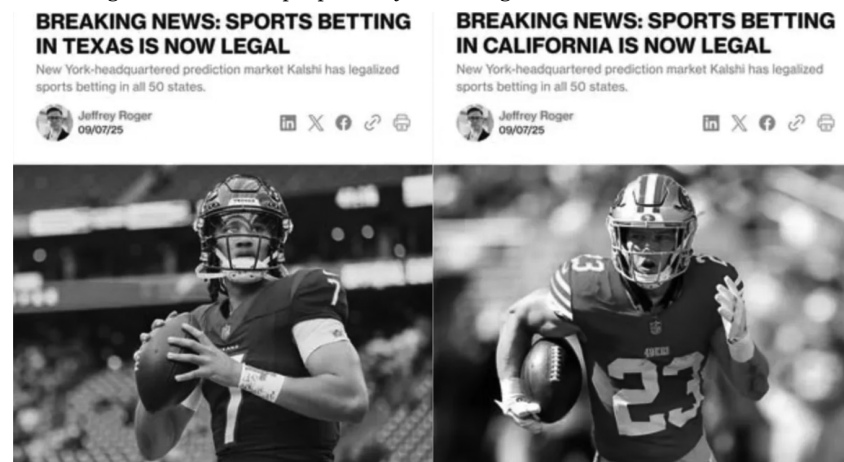 BREAKING NEWS: SPORTS BETTING
IN TEXAS IS NOW LEGAL
New York-headquartered prediction market Kalshi has legalized
sports betting in all 50 states.
Jeffrey Roger
09/07/25
7
7
BREAKING NEWS: SPORTS BETTING
IN CALIFORNIA IS NOW LEGAL
New York-headquartered prediction market Kalshi has legalized
sports betting in all 50 states.
Jeffrey Roger
09/07/25
23
23
49ERS
23